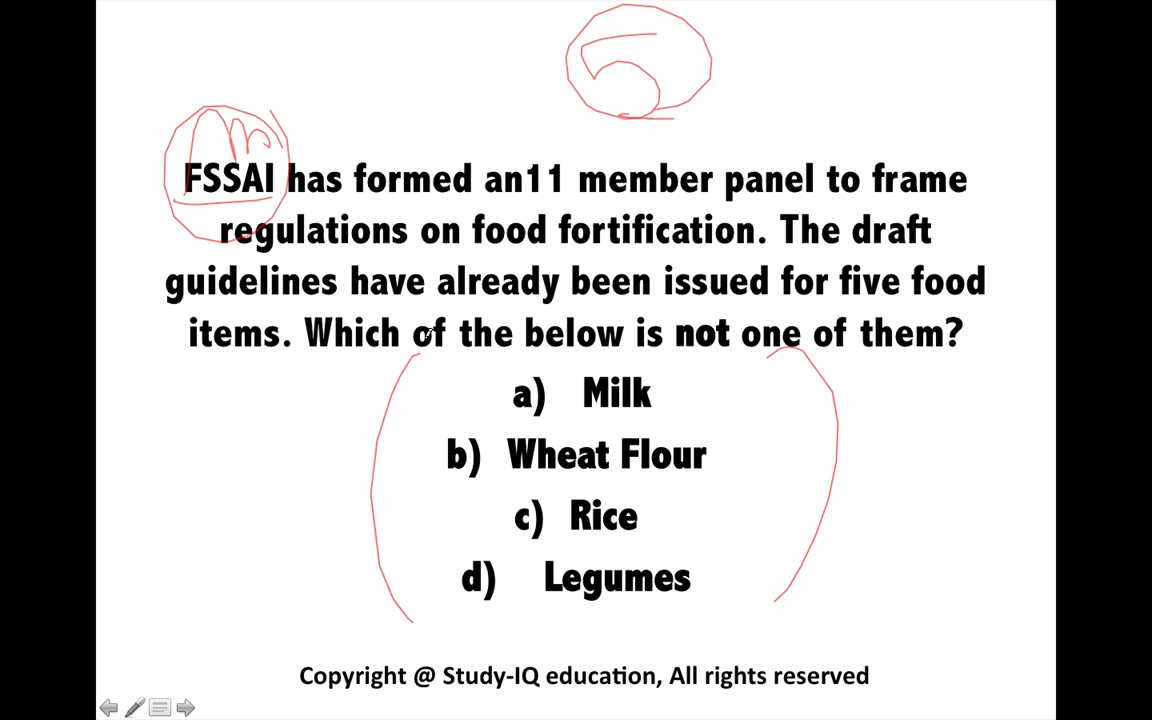 5
FSSAI has formed an11 member panel to frame
regulations on food fortification. The draft
guidelines have already been issued for five food
items. Which of the below is not one of them?
a) Milk
b) Wheat Flour
c) Rice
d) Legumes
Copyright @ Study-IQ education, All rights reserved